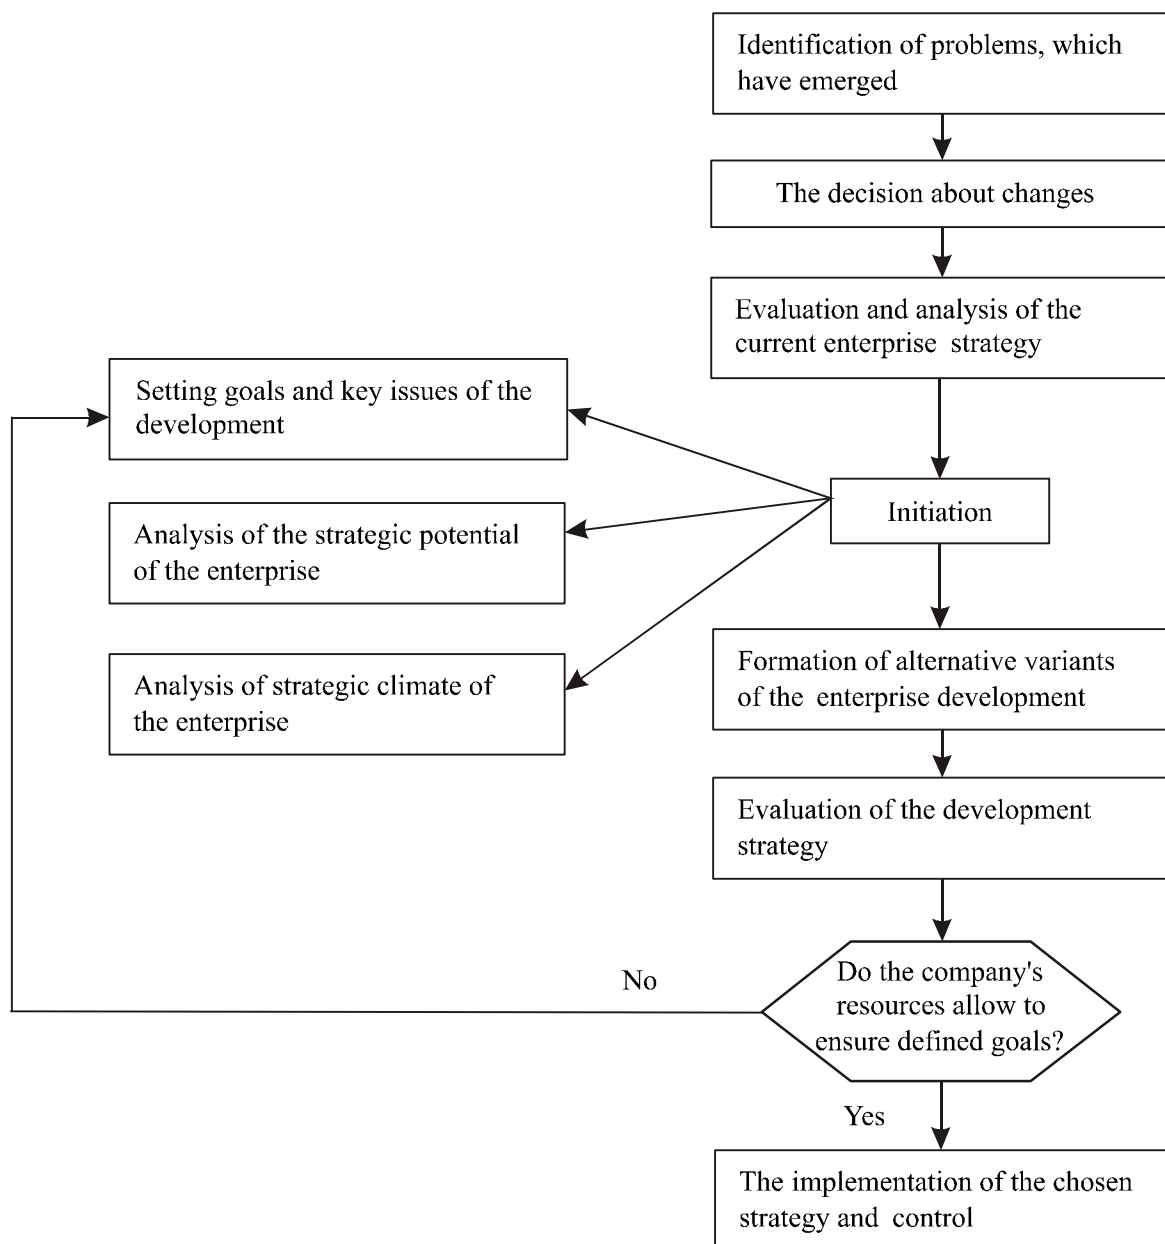 Identification of problems, which
have emerged
The decision about changes
Evaluation and analysis of the
current enterprise strategy
Setting goals and key issues of the
development
Initiation
Analysis of the strategic potential
of the enterprise
Analysis of strategic climate of
the enterprise
Formation of alternative variants
of the enterprise development
Evaluation of the development
strategy
No
Do the company's
resources allow to
ensure defined goals?
Yes
The implementation of the chosen
strategy and control